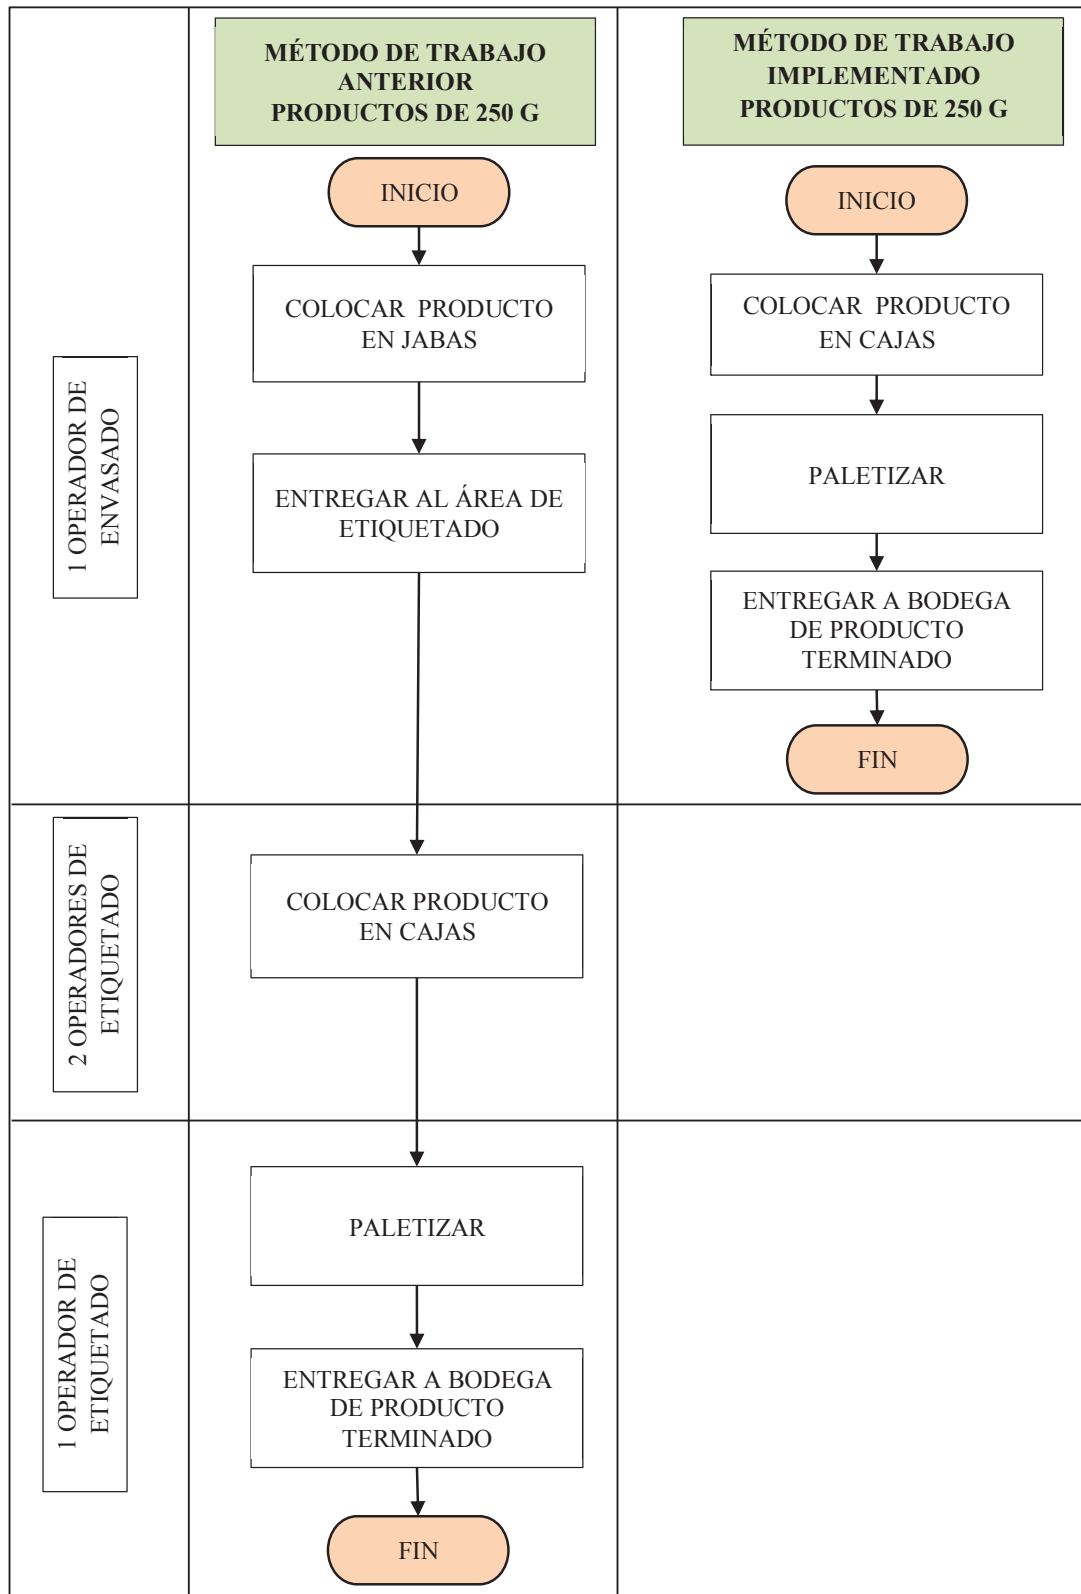 MÉTODO DE TRABAJO
ANTERIOR
PRODUCTOS DE 250 G
INICIO
COLOCAR PRODUCTO
EN JABAS
ENTREGAR AL ÁREA DE
ETIQUETADO
MÉTODO DE TRABAJO
IMPLEMENTADO
PRODUCTOS DE 250 G
INICIO
COLOCAR PRODUCTO
EN CAJAS
PALETIZAR
ENTREGAR A BODEGA
DE PRODUCTO
TERMINADO
FIN
1 OPERADOR DE
ENVASADO
2 OPERADORES DE
ETIQUETADO
COLOCAR PRODUCTO
EN CAJAS
1 OPERADOR DE
ETIQUETADO
PALETIZAR
ENTREGAR A BODEGA
DE PRODUCTO
TERMINADO
FIN